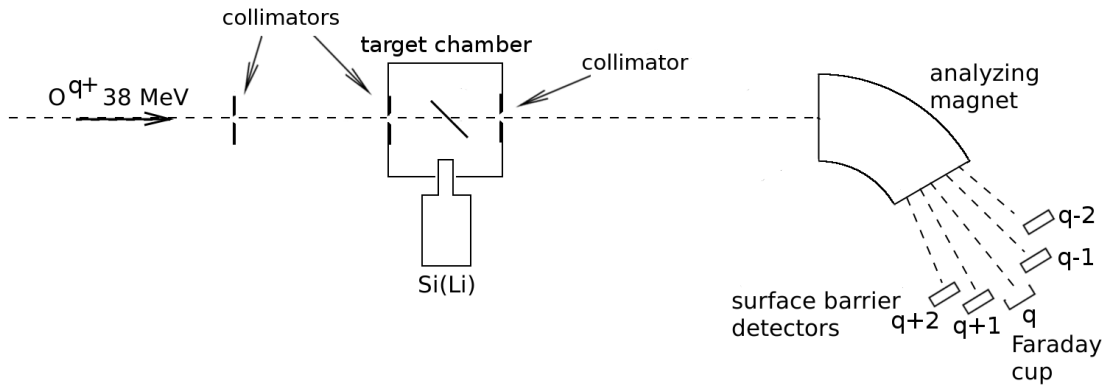 collimators
target chamber
collimator
O^q+ 38 MeV
analyzing
magnet
Si(Li)
q-2
q-1
surface barrier
detectors
q+2
q+1
q
Faraday
cup